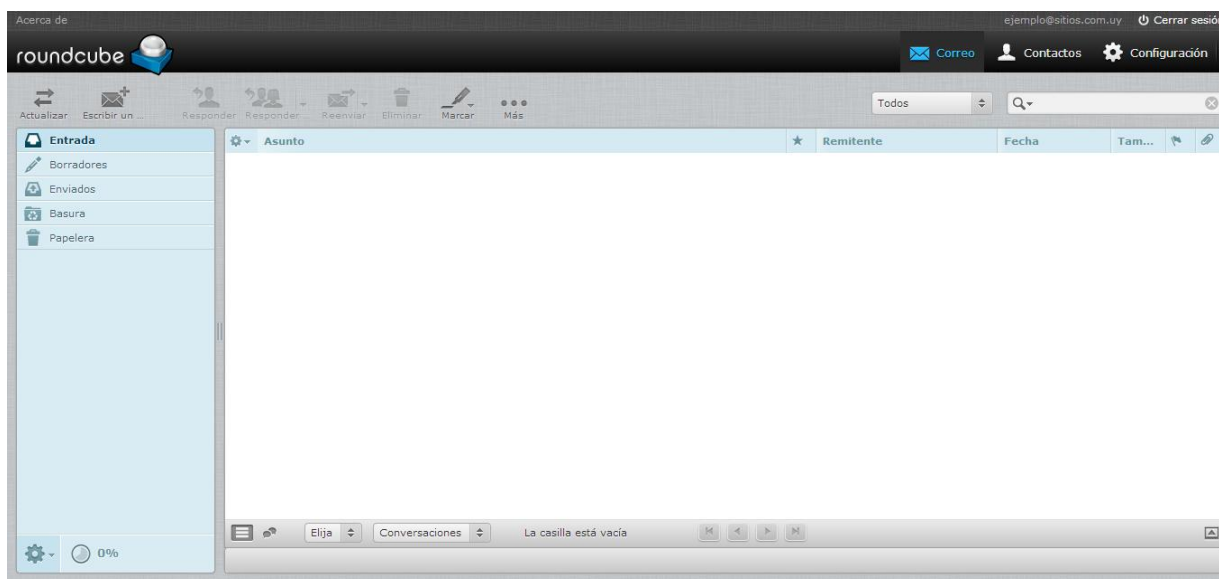 Acerca de ejemplo@sitios.com.uy Cerrar sesión
roundcube Correo Contactos Configuración
Actualizar Escribir un ... Responder Responder ... Reenviar Eliminar Marcar Más Todos
Entrada Asunto Remitente Fecha Tam...
Borradores
Enviados
Basura
Papelera
Elija Conversaciones La casilla está vacía
0%